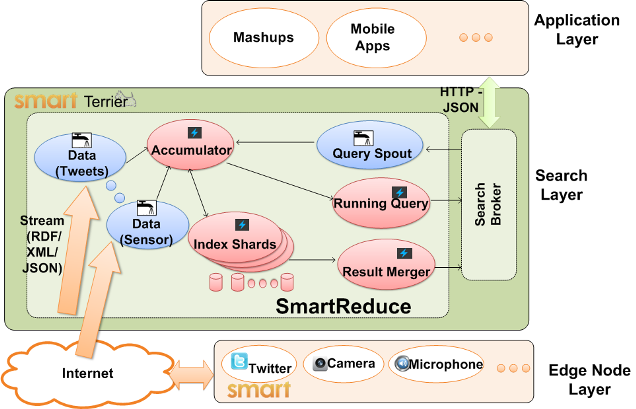 Application
Layer
Mashups
Mobile
Apps
HTTP -
JSON
smart Terrier
Data
(Tweets)
Accumulator
Query Spout
Search
Layer
Running Query
Search
Broker
Stream
(RDF/
XML/
JSON)
Data
(Sensor)
Index Shards
Result Merger
SmartReduce
Internet
Twitter
Camera
Microphone
smart
Edge Node
Layer